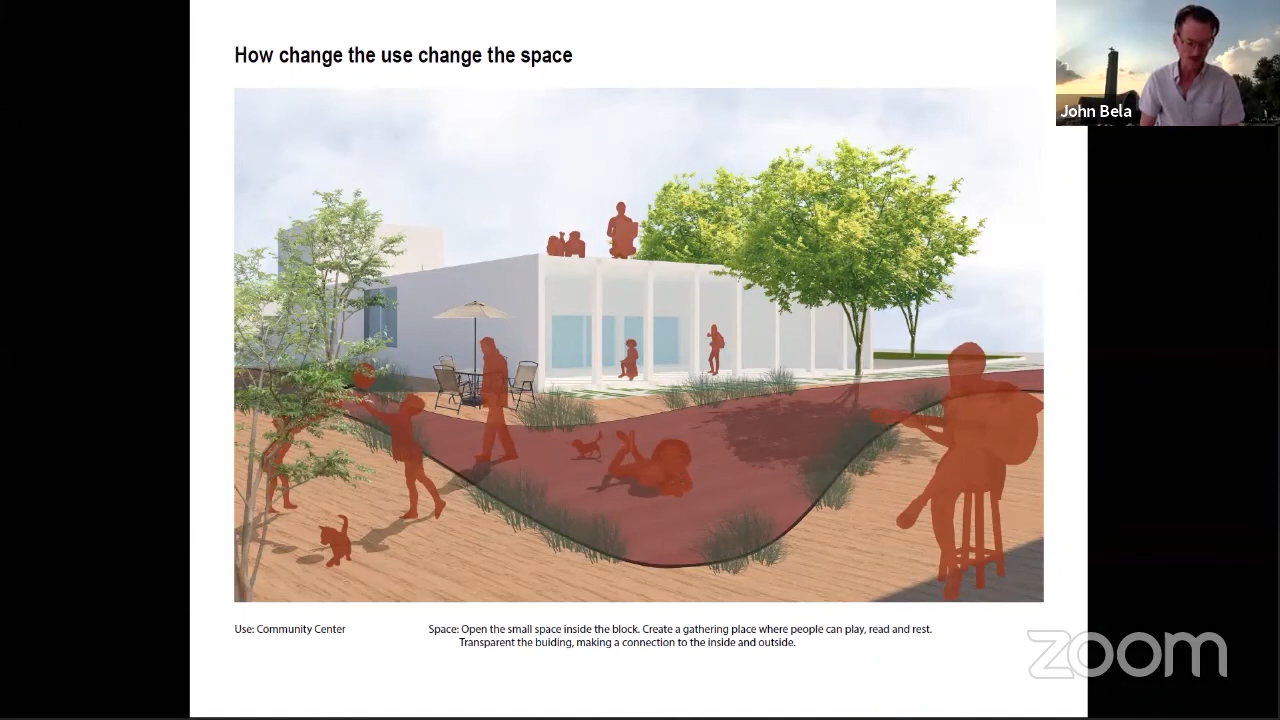 How change the use change the space
John Bela
Use: Community Center
Space: Open the small space inside the block. Create a gathering place where people can play, read and rest.
Transparent the buiding, making a connection to the inside and outside.
zoom